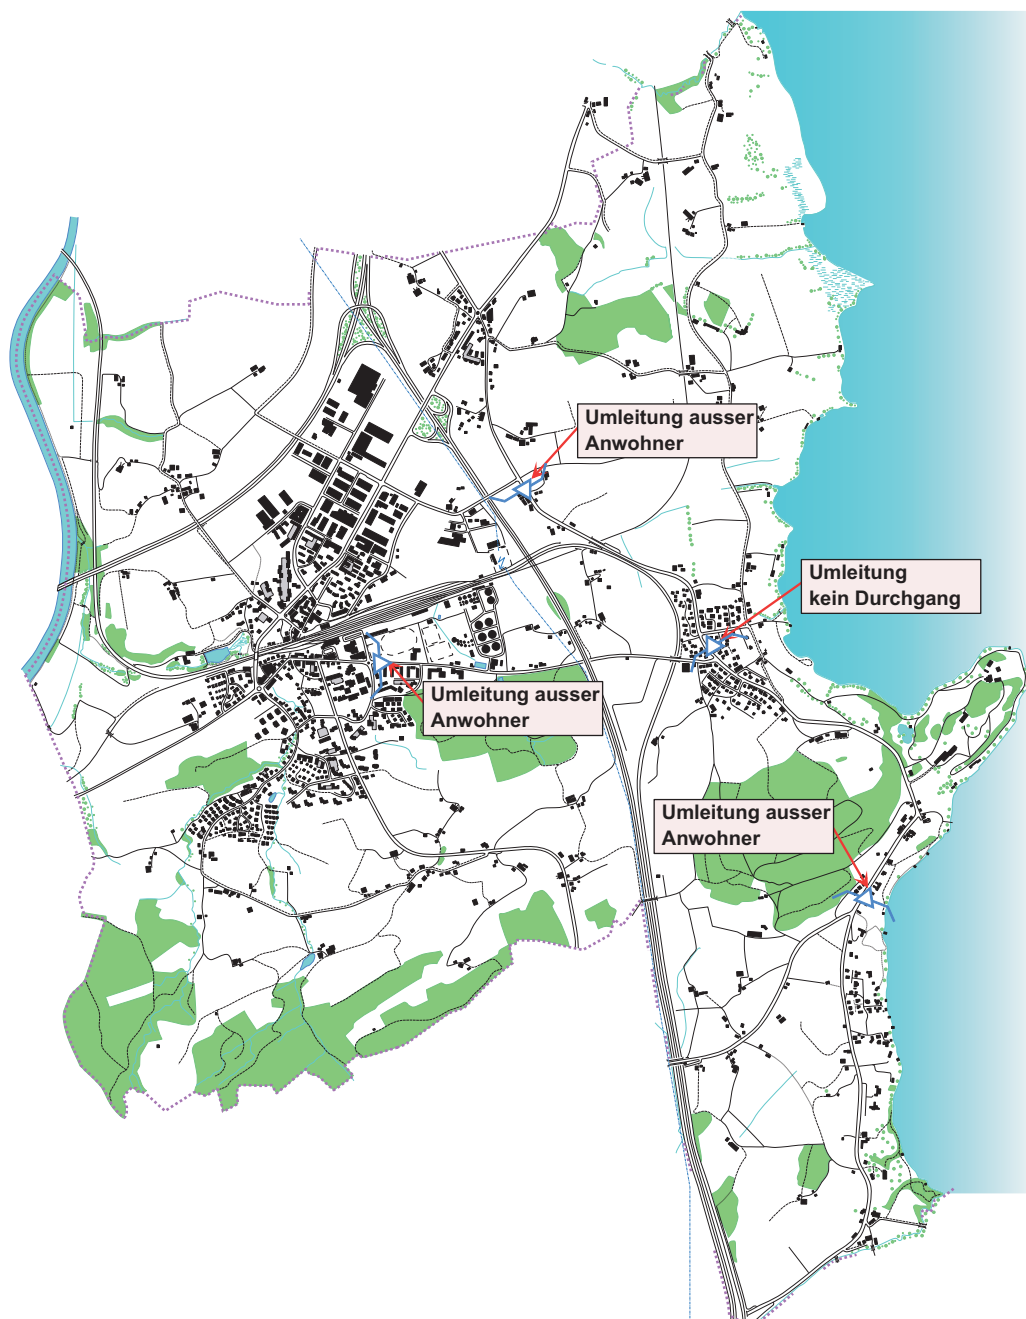 Umleitung ausser
Anwohner
Umleitung
kein Durchgang
Umleitung ausser
Anwohner
Umleitung ausser
Anwohner